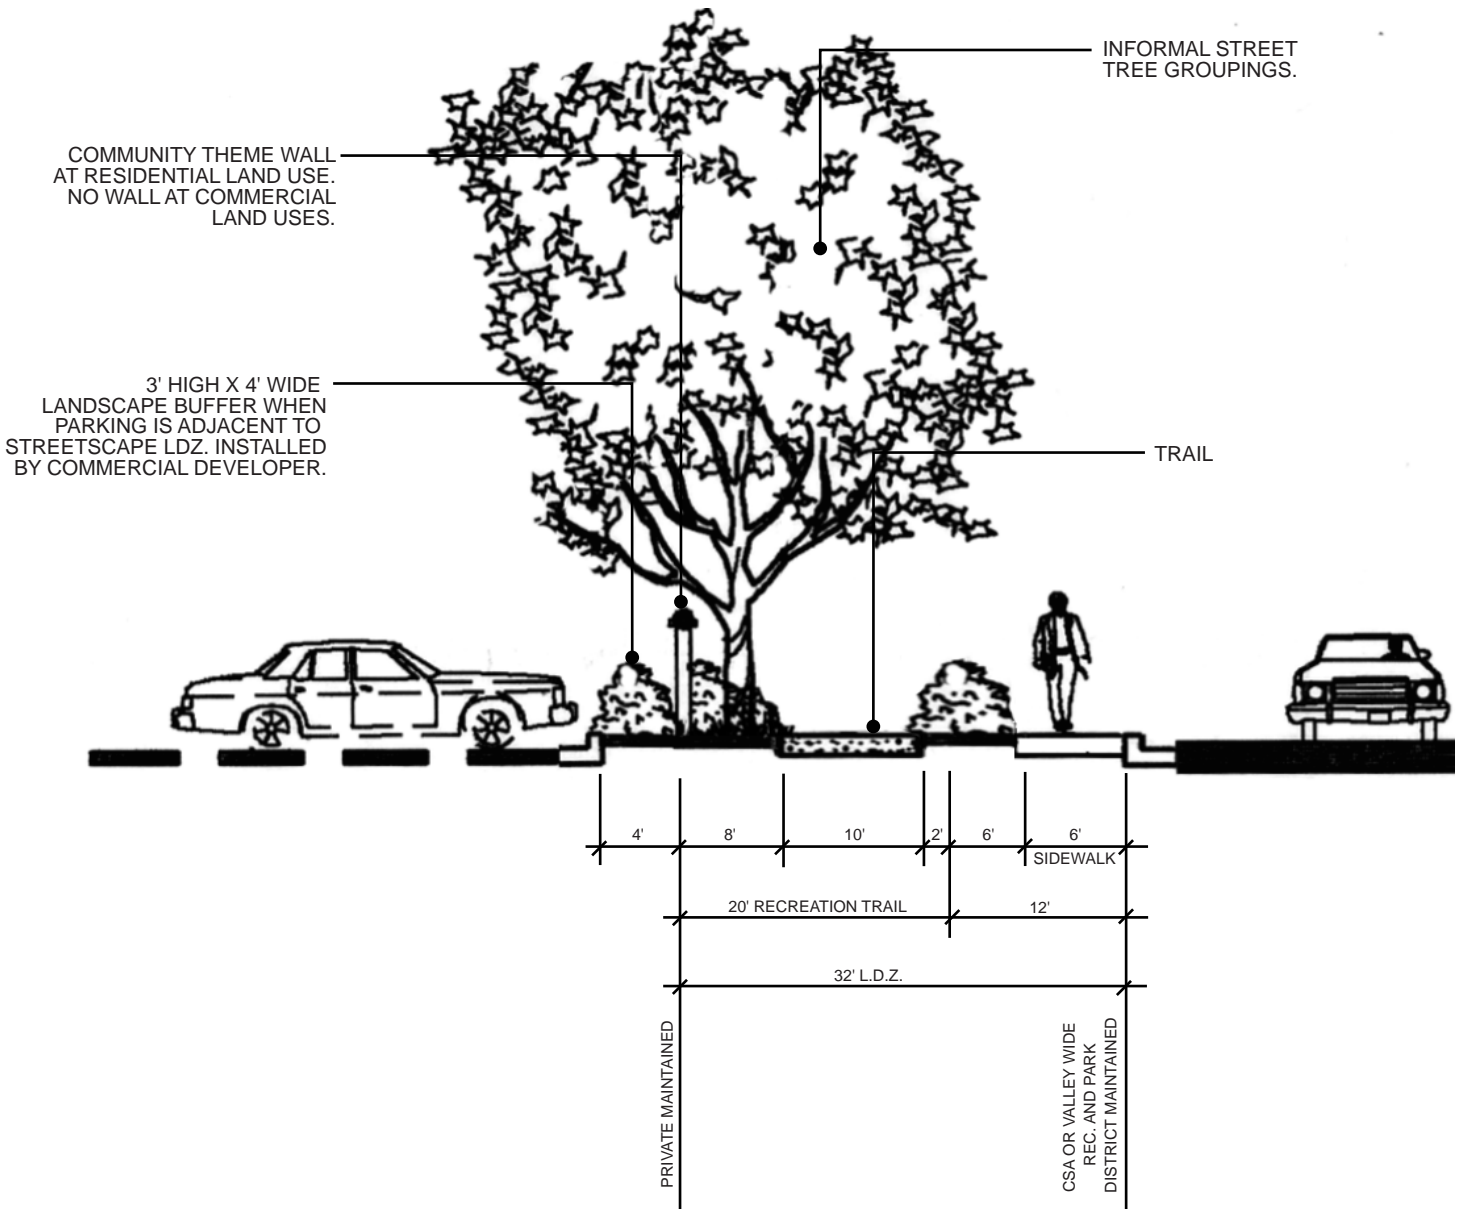 INFORMAL STREET
TREE GROUPINGS.
COMMUNITY THEME WALL
AT RESIDENTIAL LAND USE.
NO WALL AT COMMERCIAL
LAND USES.
3' HIGH X 4' WIDE
LANDSCAPE BUFFER WHEN
PARKING IS ADJACENT TO
STREETSCAPE LDZ. INSTALLED
BY COMMERCIAL DEVELOPER.
TRAIL
4' 8' 10' 2' 6' 6'
SIDEWALK
20' RECREATION TRAIL 12'
32' L.D.Z.
PRIVATE MAINTAINED
CSA OR VALLEY WIDE
REC. AND PARK
DISTRICT MAINTAINED